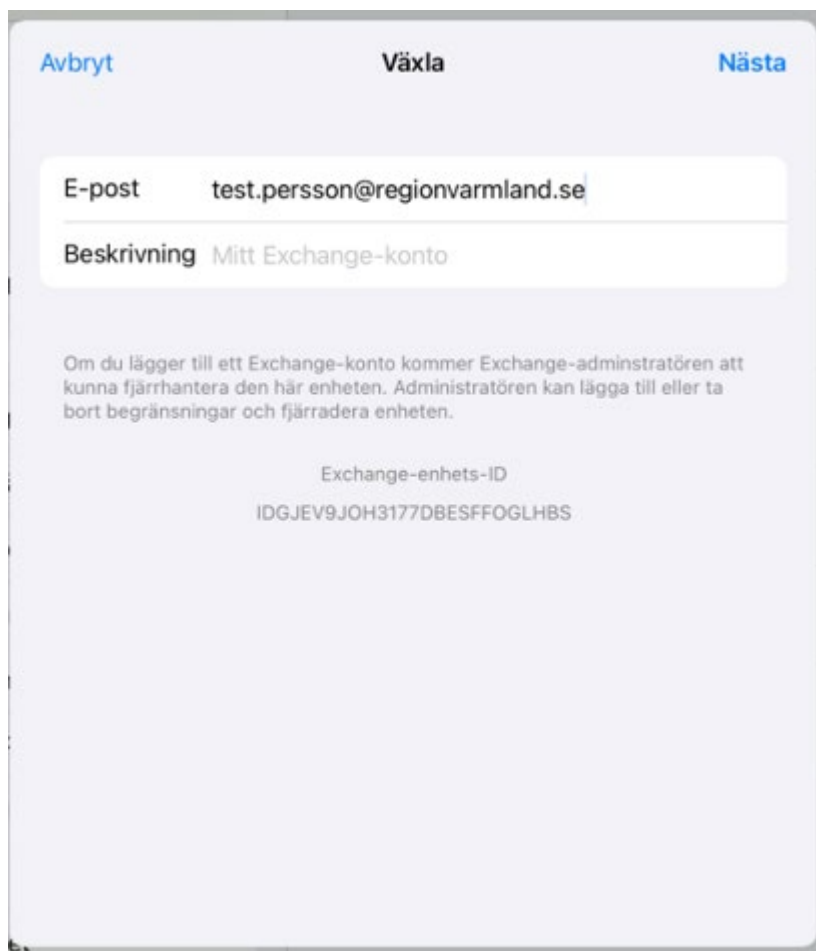 Avbryt Växla Nästa
E-post test.persson@regionvarmland.se
Beskrivning Mitt Exchange-konto
Om du lägger till ett Exchange-konto kommer Exchange-adminstratören att
kunna fjärrhantera den här enheten. Administratören kan lägga till eller ta
bort begränsningar och fjärradera enheten.
Exchange-enhets-ID
IDGJEV9JOH3177DBESFFOGLHBS